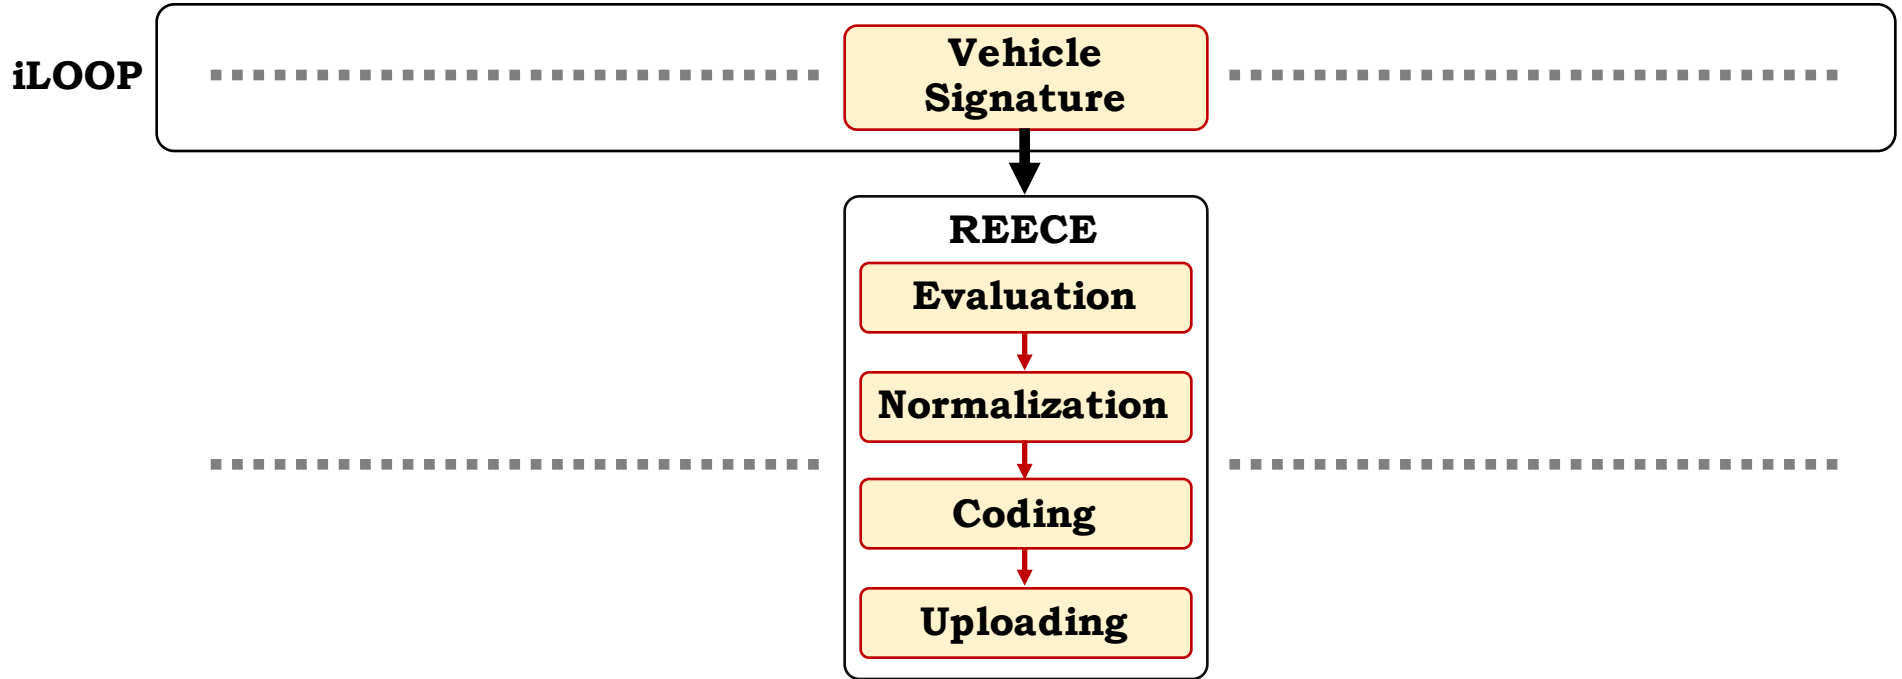 iLOOP
Vehicle
Signature
REECE
Evaluation
Normalization
Coding
Uploading